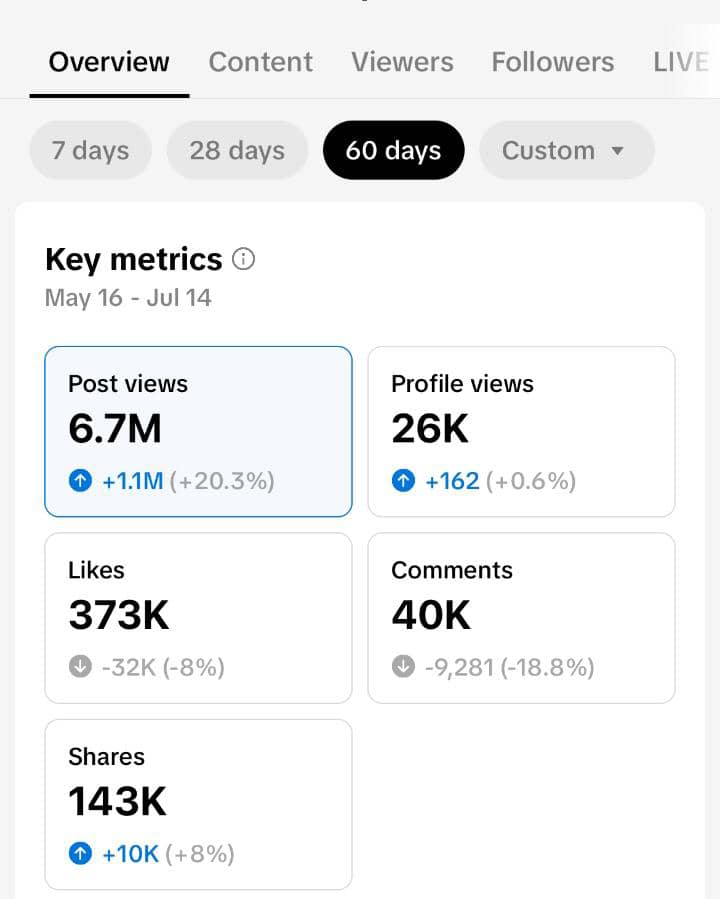 Overview Content Viewers Followers LIVE
7 days 28 days 60 days Custom
Key metrics
May 16 - Jul 14
Post views
6.7M
+1.1M (+20.3%)
Profile views
26K
+162 (+0.6%)
Likes
373K
-32K (-8%)
Comments
40K
-9,281 (-18.8%)
Shares
143K
+10K (+8%)